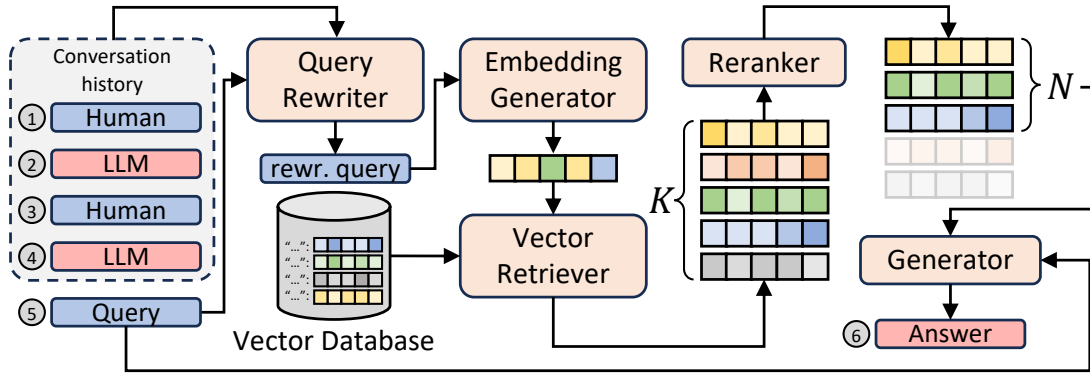 Conversation
history
1
Human
2
LLM
3
Human
4
LLM
5
Query
Query
Rewriter
rewr. query
"...":
"...":
"...":
"...":
Vector Database
Embedding
Generator
Vector
Retriever
Reranker
K
N
Generator
6
Answer